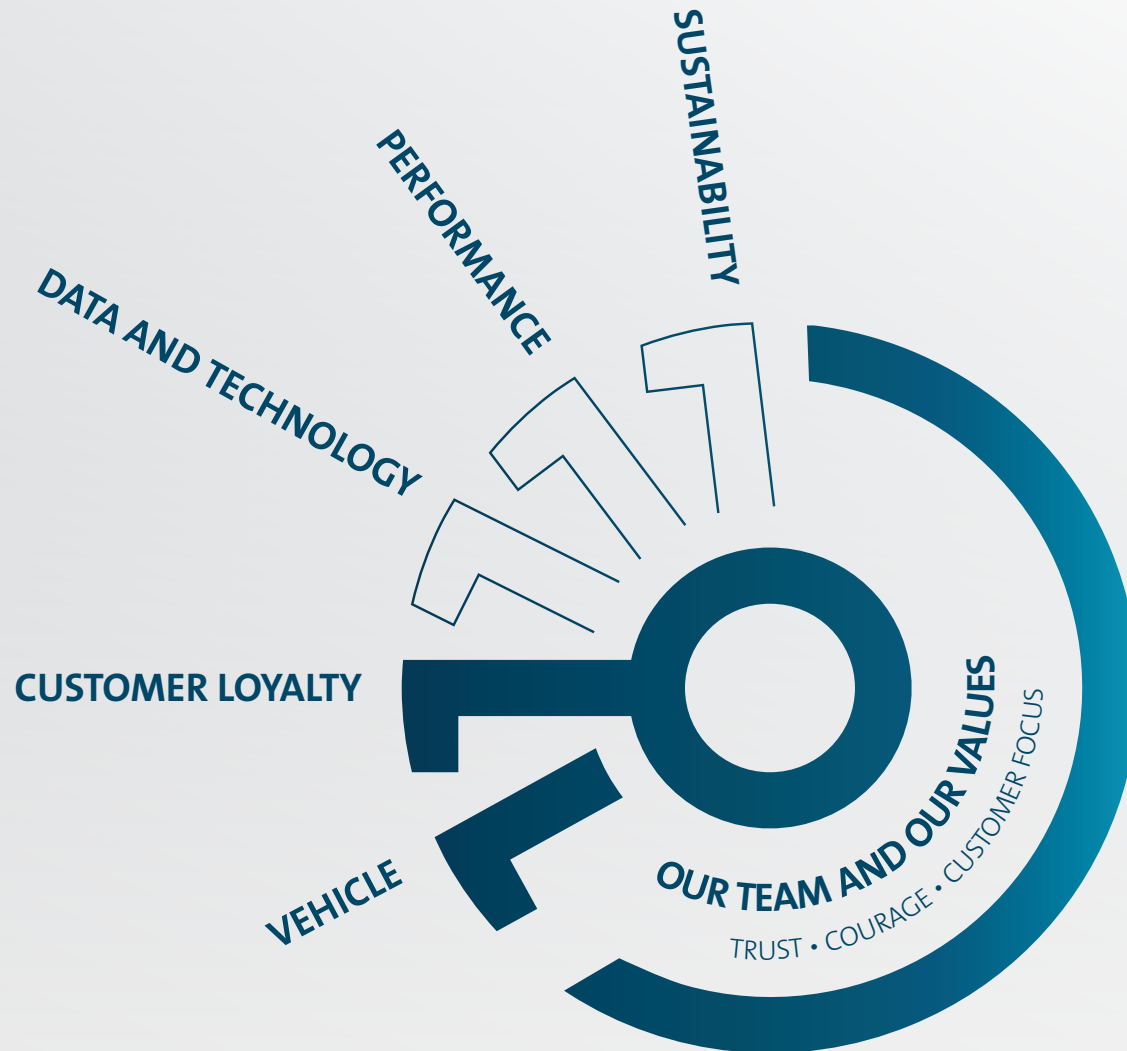 SUSTAINABILITY
PERFORMANCE
DATA AND TECHNOLOGY
CUSTOMER LOYALTY
VEHICLE
OUR TEAM AND OUR VALUES
TRUST • COURAGE • CUSTOMER FOCUS